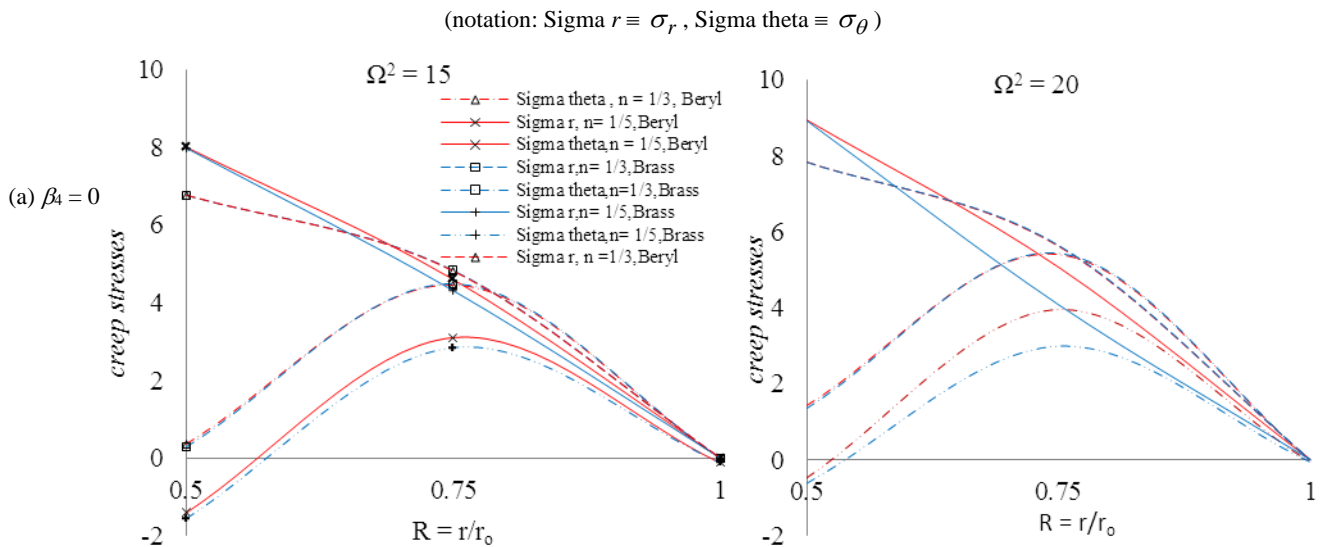 (notation: Sigma r ≡ σr , Sigma theta ≡ σθ )
(a) β4 = 0
Ω² = 15
creep stresses
10
8
6
4
2
0
-2
0.5
0.75
1
R = r/ro
Sigma theta , n = 1/3, Beryl
Sigma r, n= 1/5,Beryl
Sigma theta,n= 1/5,Beryl
Sigma r,n= 1/3,Brass
Sigma theta,n=1/3,Brass
Sigma r,n= 1/5,Brass
Sigma theta,n= 1/5,Brass
Sigma r, n =1/3,Beryl
Ω² = 20
creep stresses
10
8
6
4
2
0
-2
0.5
0.75
1
R = r/ro